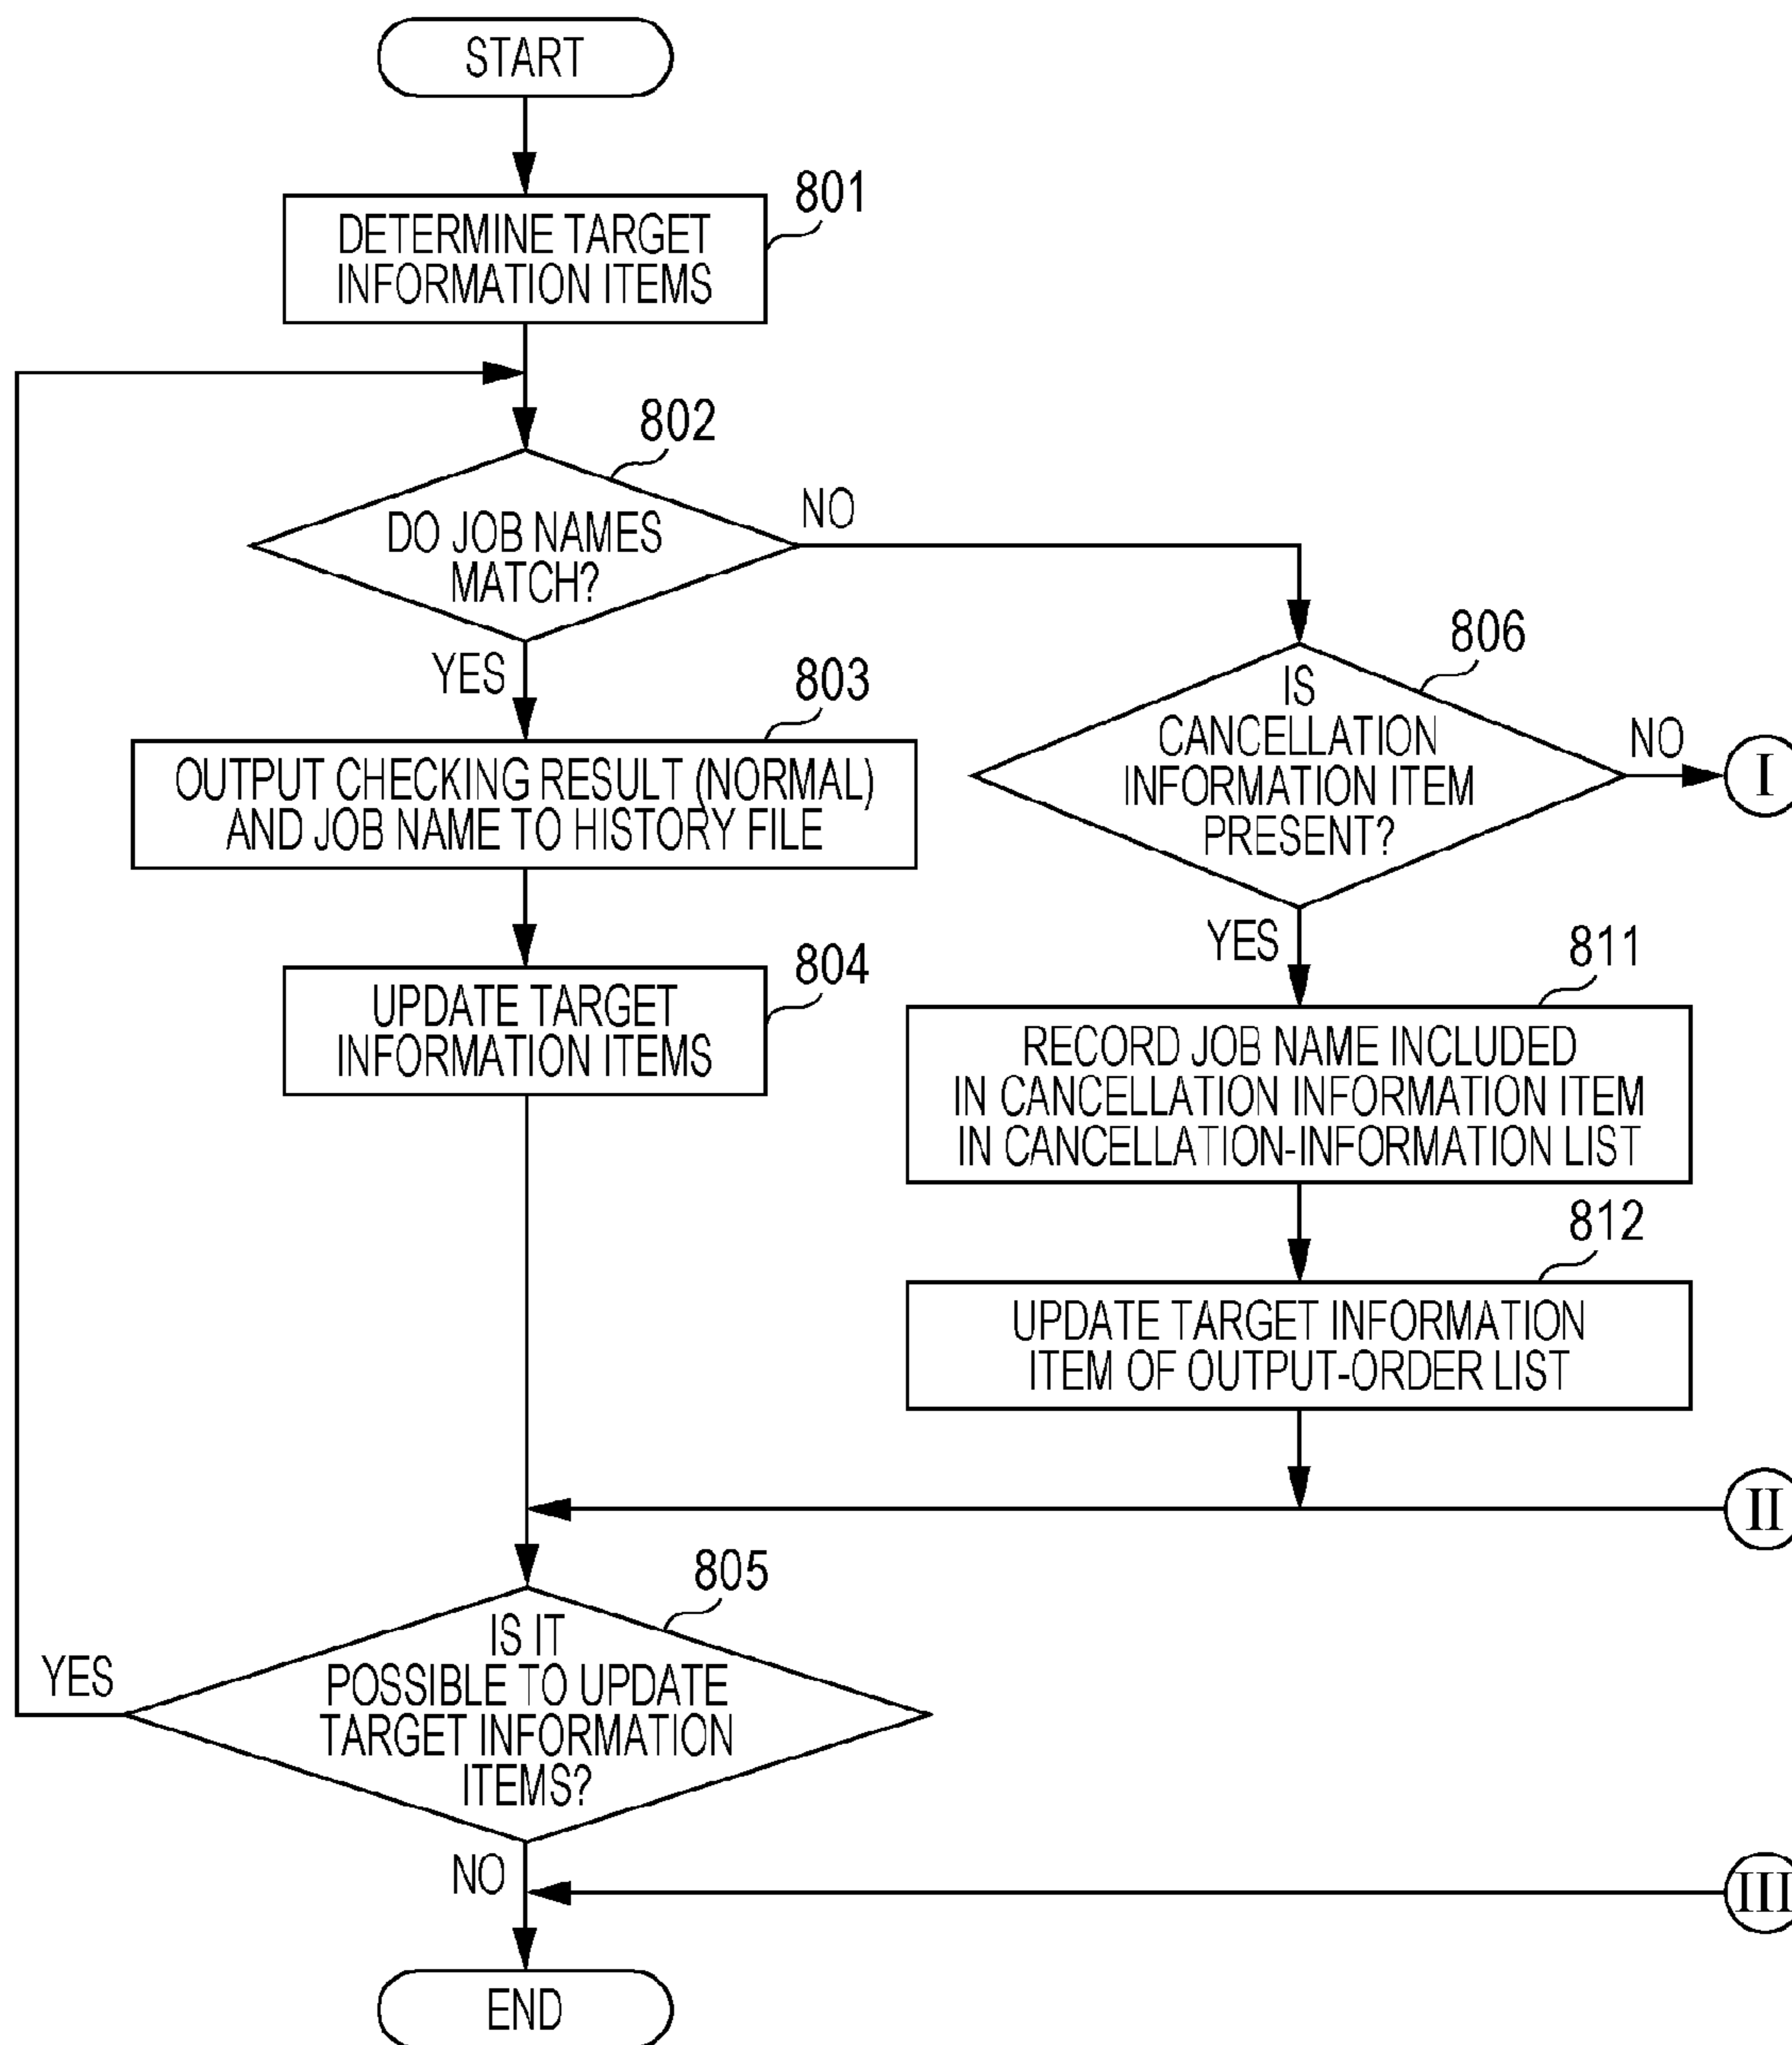 START
801
DETERMINE TARGET
INFORMATION ITEMS
802
DO JOB NAMES
MATCH?
NO
YES
803
OUTPUT CHECKING RESULT (NORMAL)
AND JOB NAME TO HISTORY FILE
804
UPDATE TARGET
INFORMATION ITEMS
806
IS
CANCELLATION
INFORMATION ITEM
PRESENT?
NO
I
YES
811
RECORD JOB NAME INCLUDED
IN CANCELLATION INFORMATION ITEM
IN CANCELLATION-INFORMATION LIST
812
UPDATE TARGET INFORMATION
ITEM OF OUTPUT-ORDER LIST
II
805
IS IT
POSSIBLE TO UPDATE
TARGET INFORMATION
ITEMS?
YES
NO
III
END